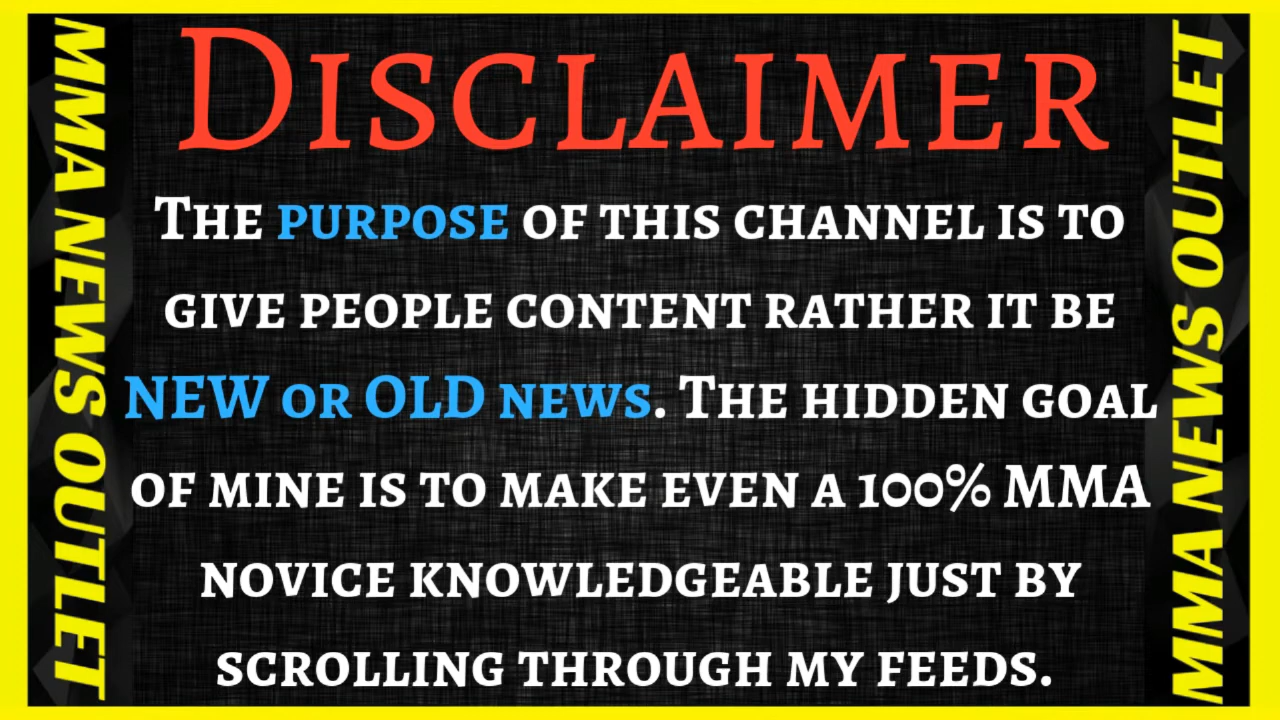 MMA NEWS OUTLET
DISCLAIMER
THE PURPOSE OF THIS CHANNEL IS TO
GIVE PEOPLE CONTENT RATHER IT BE
NEW OR OLD NEWS. THE HIDDEN GOAL
OF MINE IS TO MAKE EVEN A 100% MMA
NOVICE KNOWLEDGEABLE JUST BY
SCROLLING THROUGH MY FEEDS.
MMA NEWS OUTLET